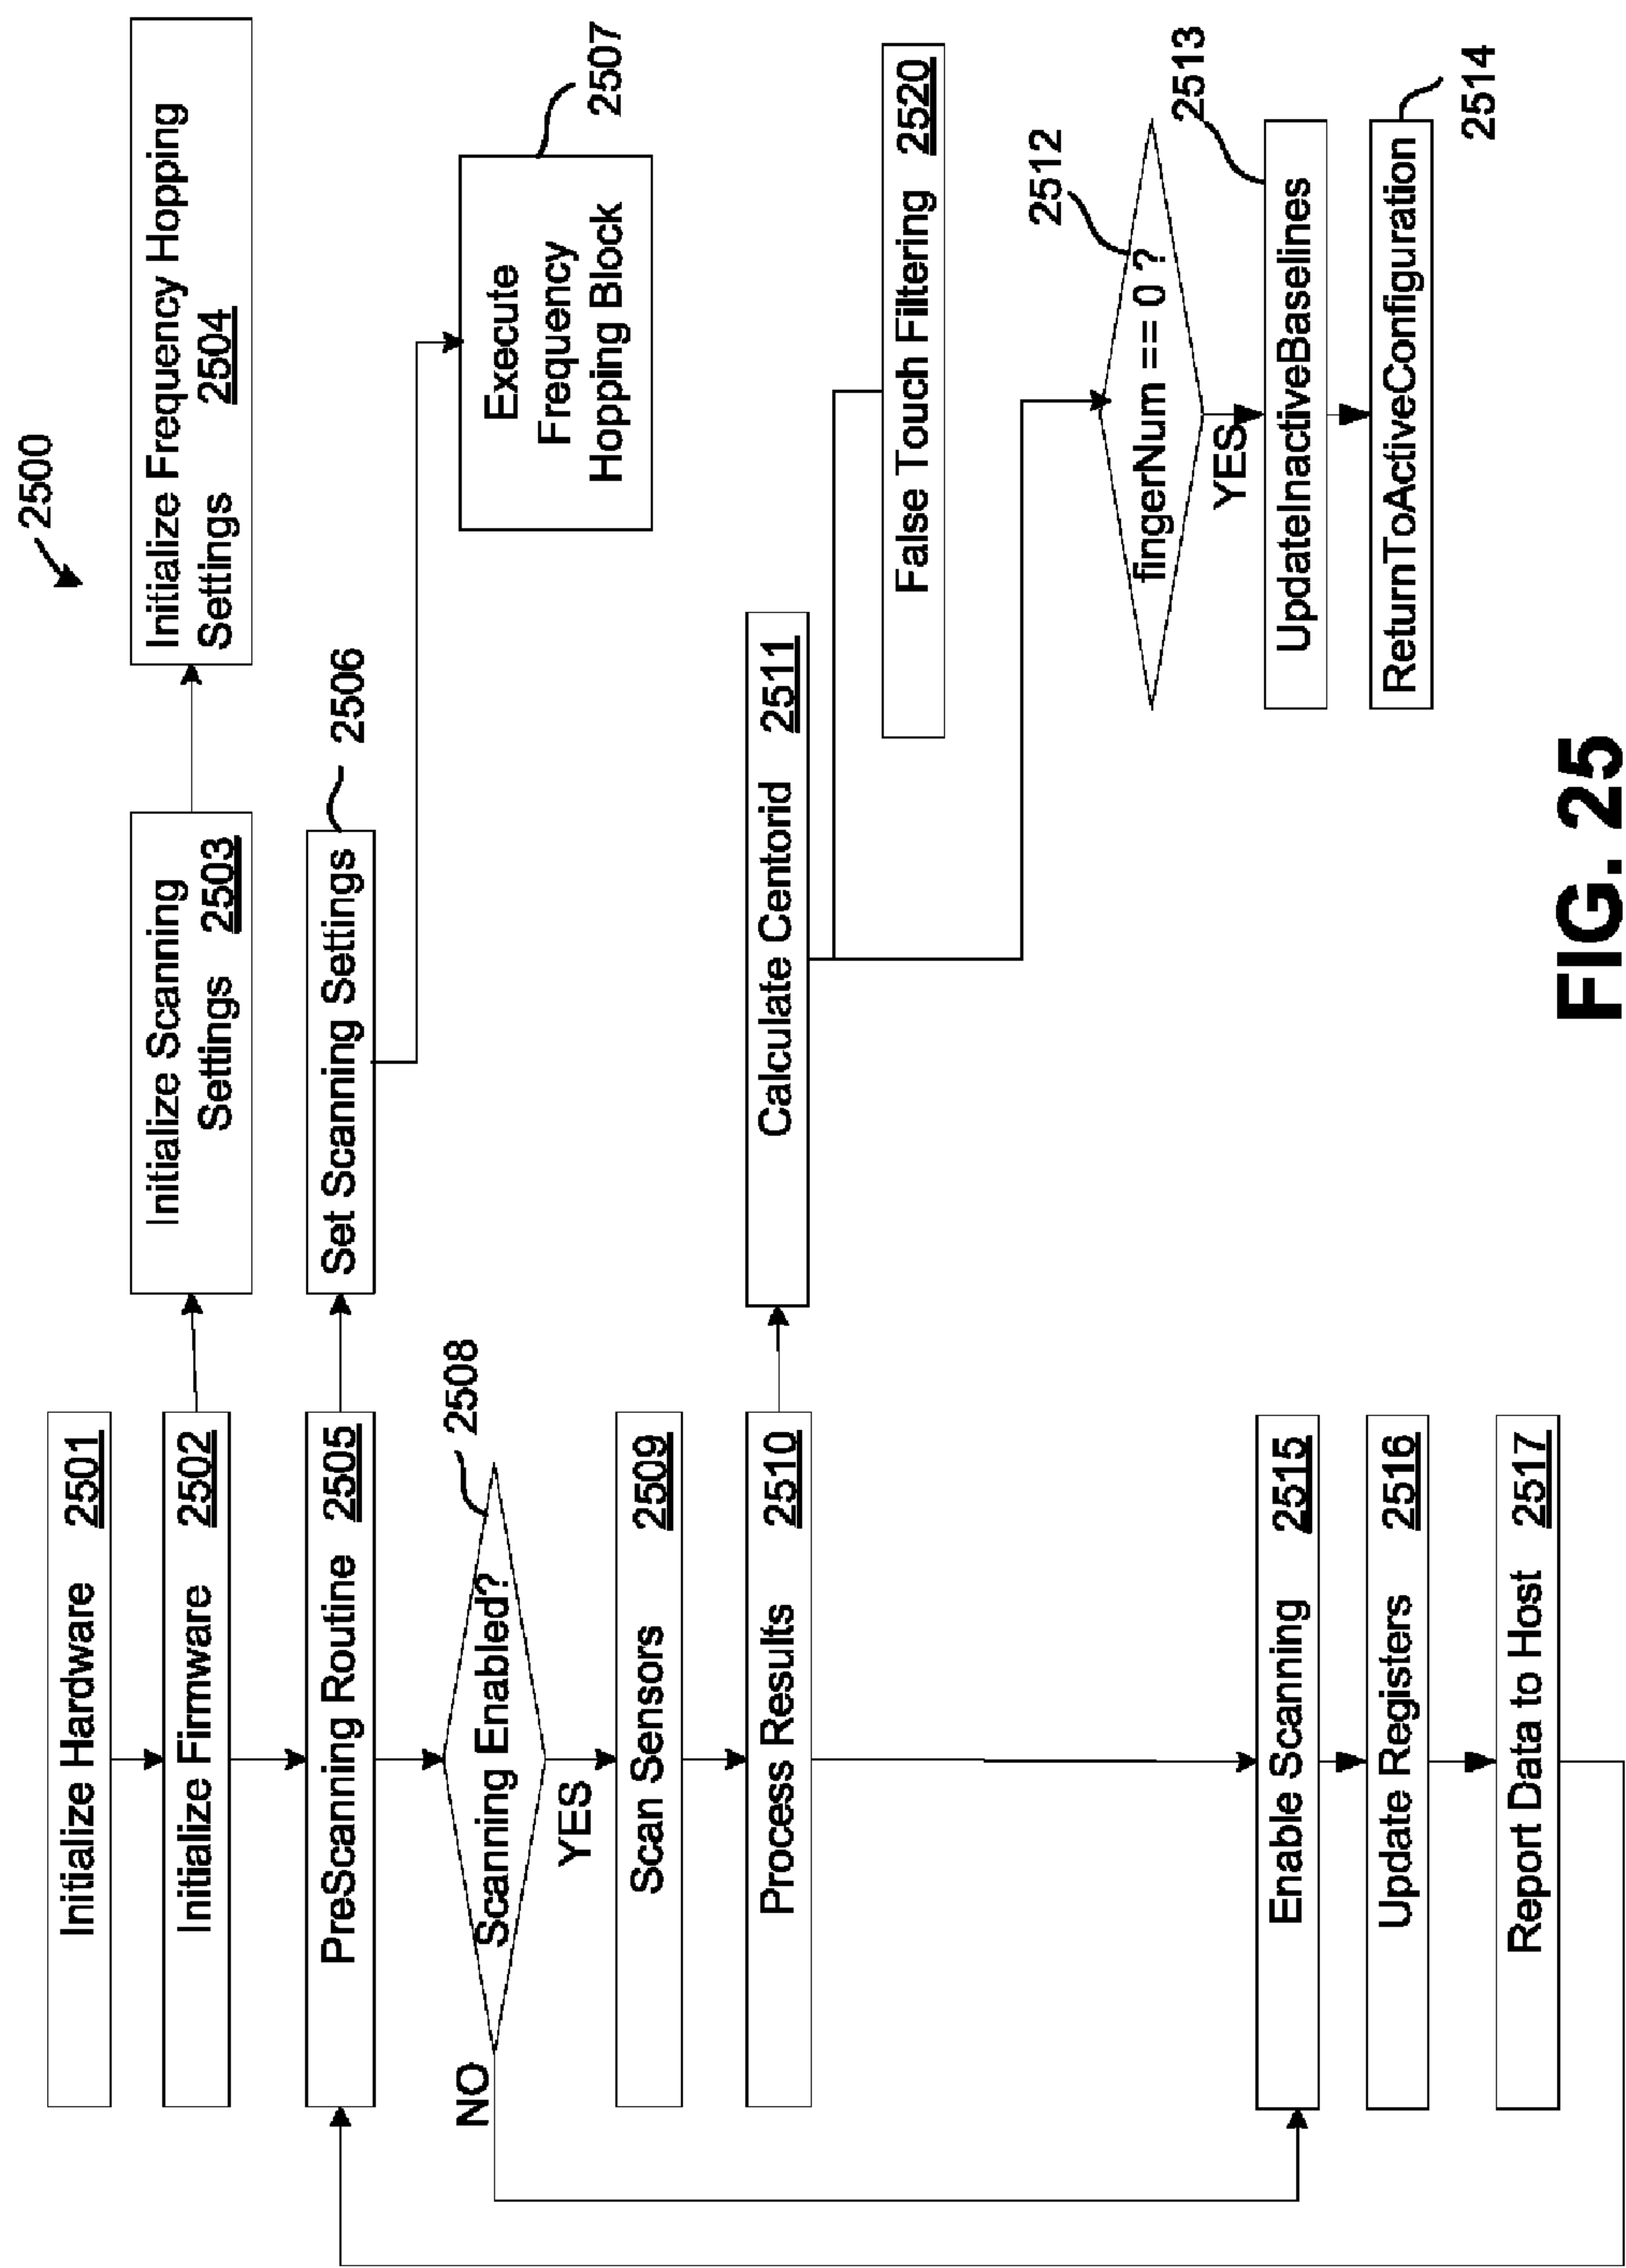 2500
Initialize Hardware 2501
Initialize Firmware 2502
Initialize Scanning
Settings 2503
Initialize Frequency Hopping
Settings 2504
PreScanning Routine 2505
Set Scanning Settings
2506
Execute
Frequency
Hopping Block
2507
Scanning Enabled?
2508
NO
YES
Scan Sensors 2509
Process Results 2510
Calculate Centorid 2511
False Touch Filtering 2520
fingerNum == 0 ?
2512
YES
UpdateInactiveBaselines
2513
ReturnToActiveConfiguration
2514
Enable Scanning 2515
Update Registers 2516
Report Data to Host 2517
FIG. 25